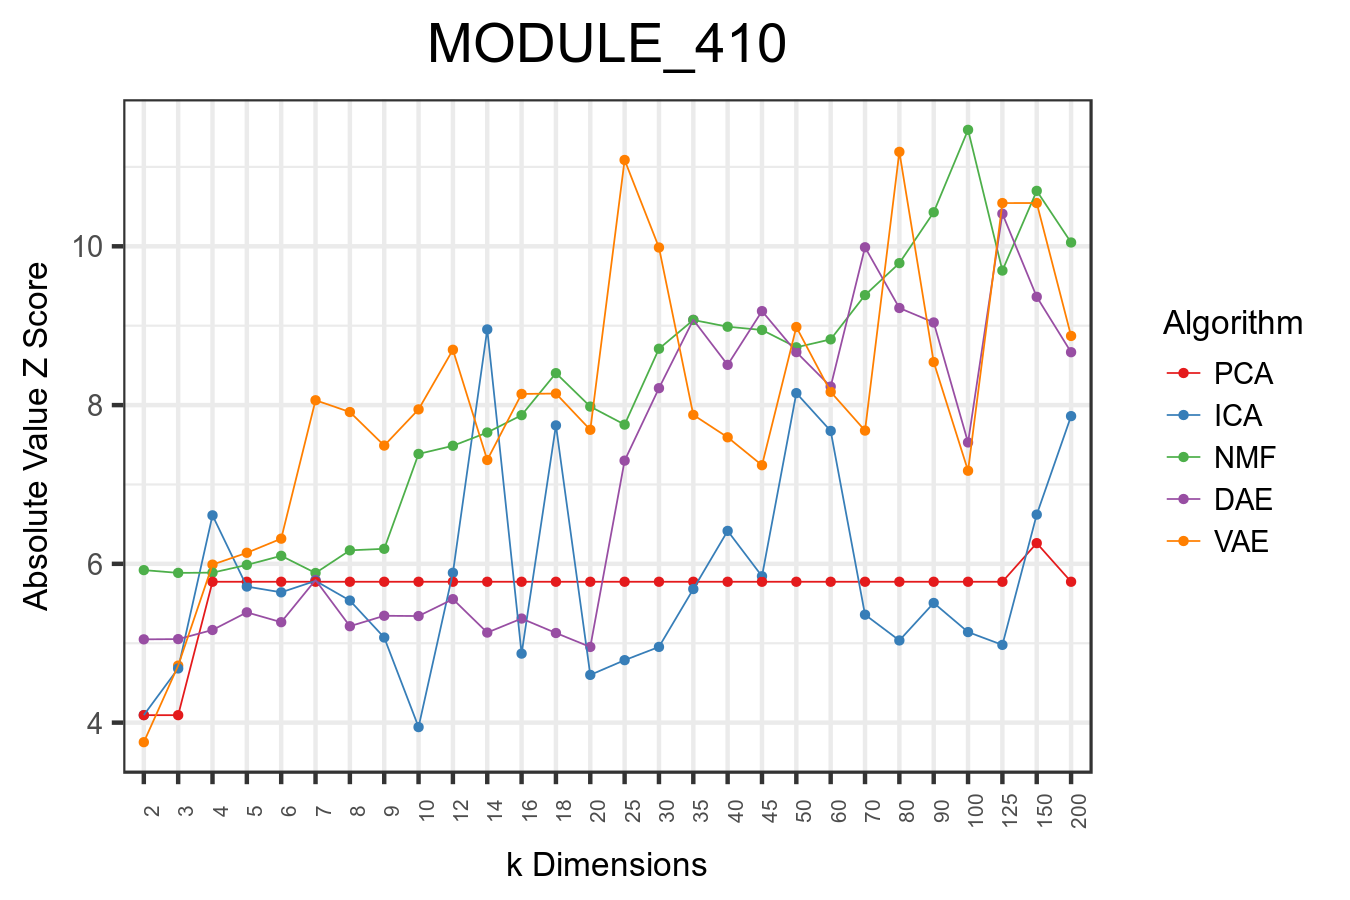 MODULE_410
Absolute Value Z Score
10
8
6
4
2 3 4 5 6 7 8 9 10 12 14 16 18 20 25 30 35 40 45 50 60 70 80 90 100 125 150 200
k Dimensions
Algorithm
PCA
ICA
NMF
DAE
VAE